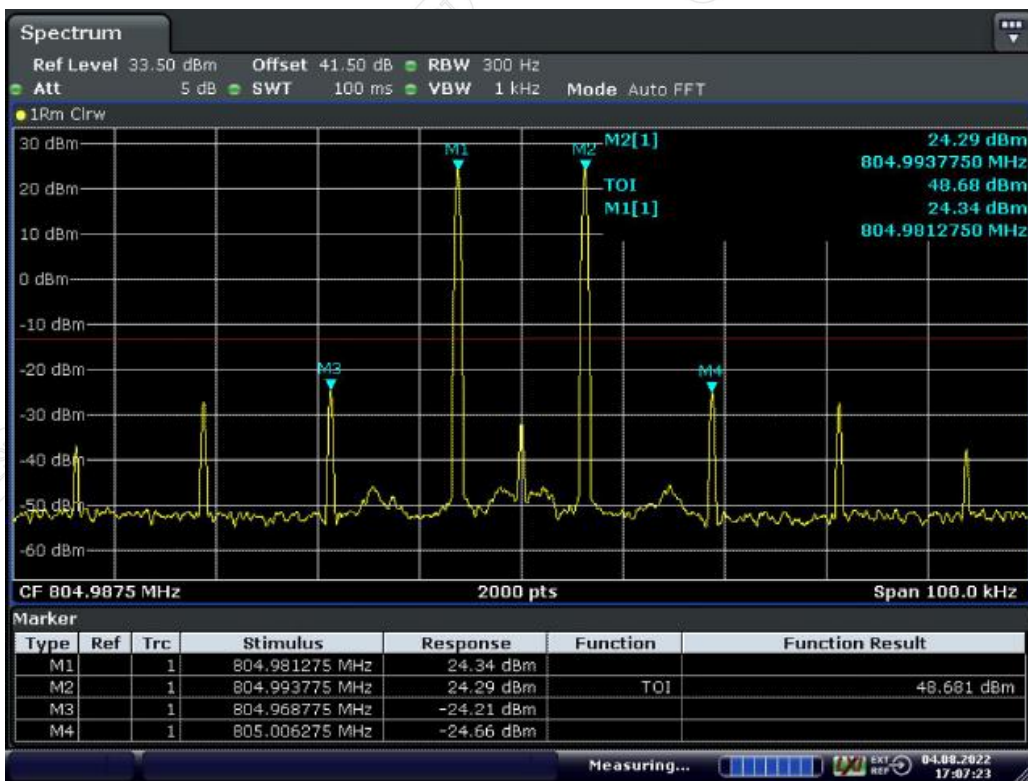 Spectrum
Ref Level 33.50 dBm Offset 41.50 dB RBW 300 Hz
Att 5 dB SWT 100 ms VBW 1 kHz Mode Auto FFT
1Rm Clrw
30 dBm
20 dBm
10 dBm
0 dBm
-10 dBm
-20 dBm
-30 dBm
-40 dBm
-50 dBm
-60 dBm
M1
M2
M3
M4
M2[1] 24.29 dBm
804.9937750 MHz
TOI 48.68 dBm
M1[1] 24.34 dBm
804.9812750 MHz
CF 804.9875 MHz 2000 pts Span 100.0 kHz
Marker
Type Ref Trc Stimulus Response Function Function Result
M1 1 804.981275 MHz 24.34 dBm
M2 1 804.993775 MHz 24.29 dBm TOI 48.681 dBm
M3 1 804.968775 MHz -24.21 dBm
M4 1 805.006275 MHz -24.66 dBm
Measuring... LXI EXT REF 04.08.2022
17:07:23